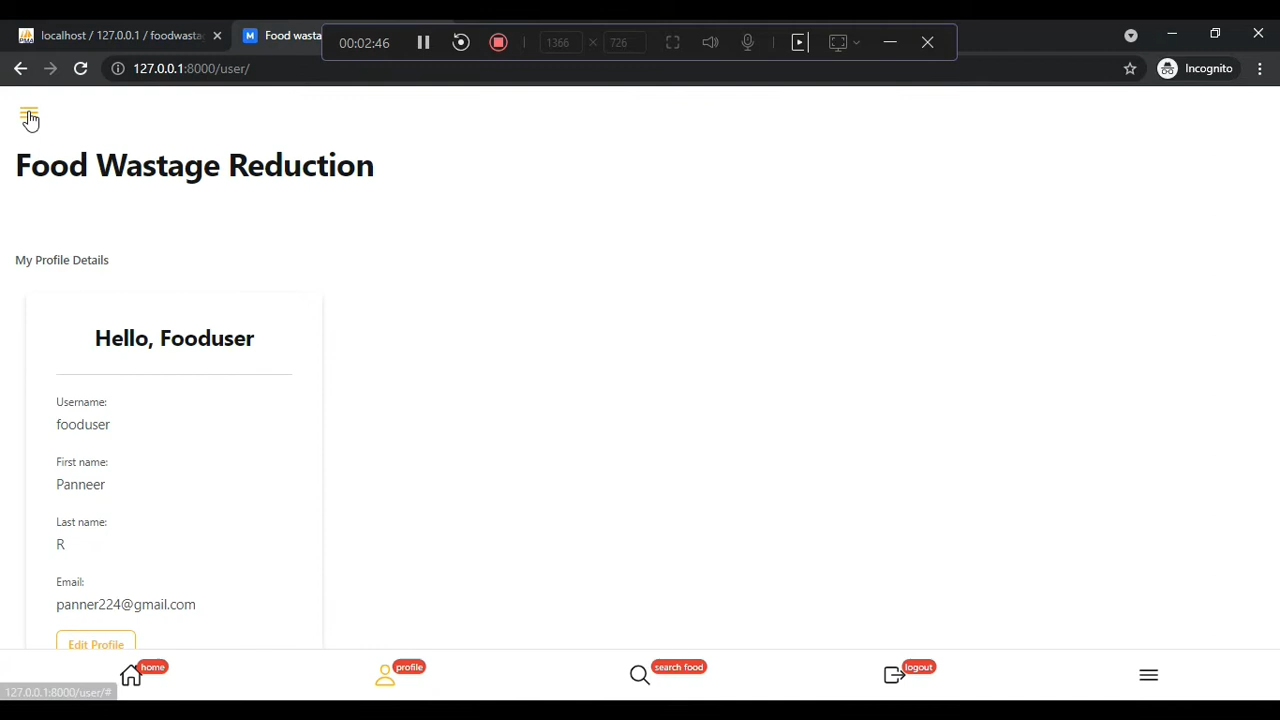 localhost / 127.0.0.1 / foodwasta
Food wasta
00:02:46
1366
726
127.0.0.1:8000/user/
Incognito
Food Wastage Reduction
My Profile Details
Hello, Fooduser
Username:
fooduser
First name:
Panneer
Last name:
R
Email:
panner224@gmail.com
Edit Profile
home
profile
search food
logout
127.0.0.1:8000/user/#